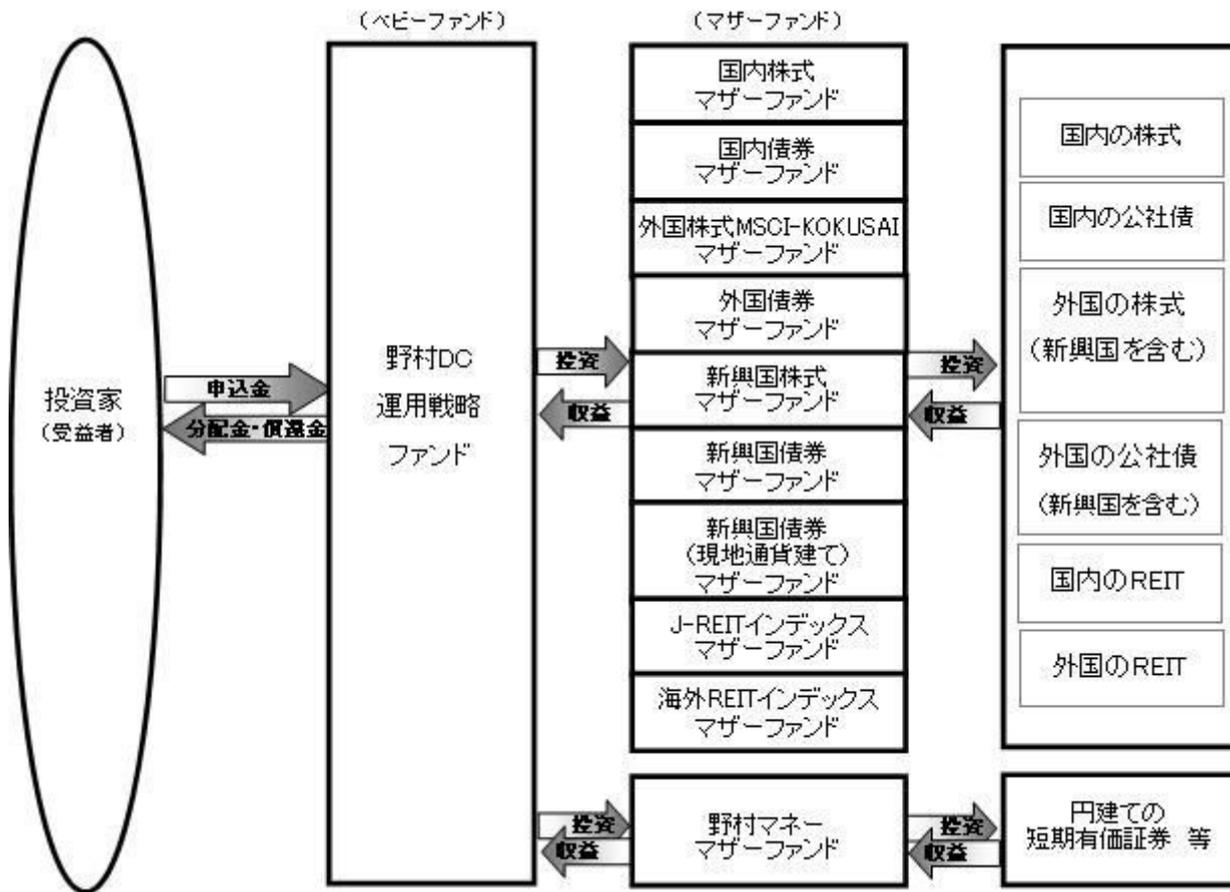 （ベビーファンド）
（マザーファンド）
投資家
（受益者）
申込金
分配金・償還金
野村DC
運用戦略
ファンド
投資
収益
国内株式
マザーファンド
国内債券
マザーファンド
外国株式MSCI-KOKUSAI
マザーファンド
外国債券
マザーファンド
新興国株式
マザーファンド
新興国債券
マザーファンド
新興国債券
（現地通貨建て）
マザーファンド
J-REITインデックス
マザーファンド
海外REITインデックス
マザーファンド
投資
収益
国内の株式
国内の公社債
外国の株式
（新興国を含む）
外国の公社債
（新興国を含む）
国内のREIT
外国のREIT
投資
収益
野村マネー
マザーファンド
投資
収益
円建ての
短期有価証券 等